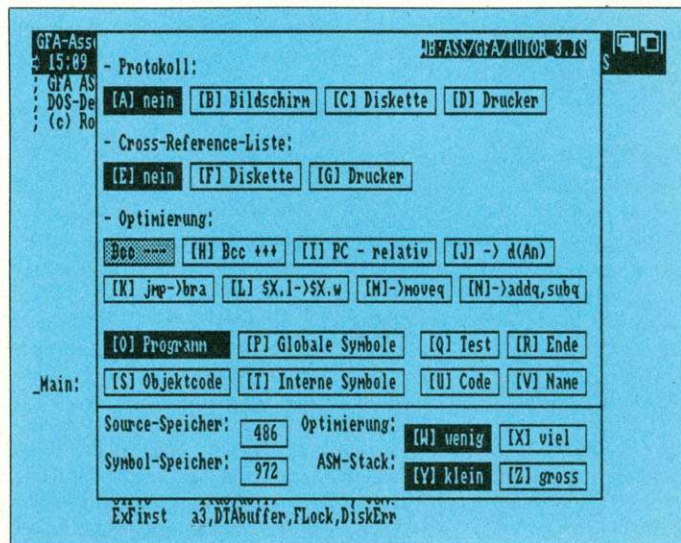 GFA-Ass
WB:ASS/GFA/TUTOR 3.IS
S
15:09
- Protokoll:
; GFA AS
; DOS-De
; (c) Ro
[A] nein [B] Bildschirm [C] Diskette [D] Drucker
- Cross-Reference-Liste:
[E] nein [F] Diskette [G] Drucker
- Optimierung:
Bcc --- [H] Bcc +++ [I] PC - relativ [J] -> d(An)
[K] jmp->bra [L] $X.l->$X.w [M]->moveq [N]->addq,subq
[O] Programm [P] Globale Symbole [Q] Test [R] Ende
_Main:
[S] Objektcode [T] Interne Symbole [U] Code [V] Name
Source-Speicher: 486 Optimierung: [W] wenig [X] viel
Symbol-Speicher: 972 ASM-Stack: [Y] klein [Z] gross
ExFirst a3,DTAbuffer,FLock,DiskErr